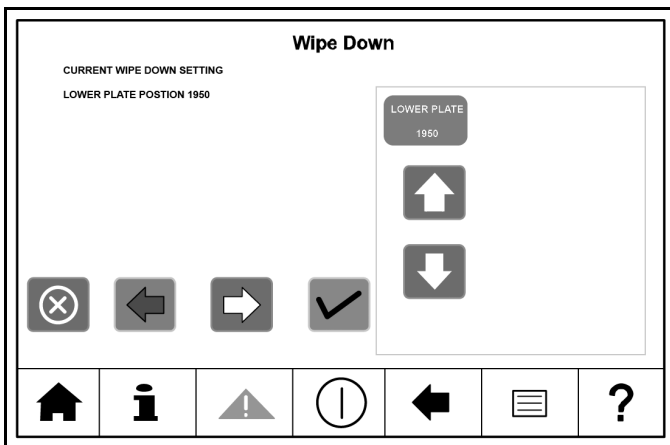 Wipe Down
CURRENT WIPE DOWN SETTING
LOWER PLATE POSTION 1950
LOWER PLATE
1950